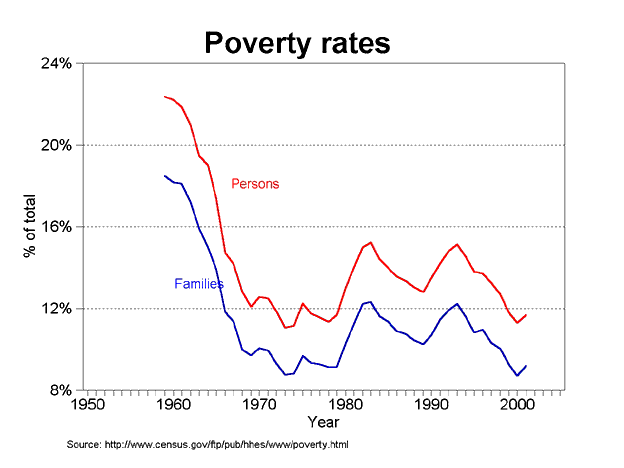 Poverty rates
24%
20%
16%
12%
8%
% of total
Persons
Families
1950 1960 1970 1980 1990 2000
Year
Source: http://www.census.gov/ftp/pub/hhes/www/poverty.html